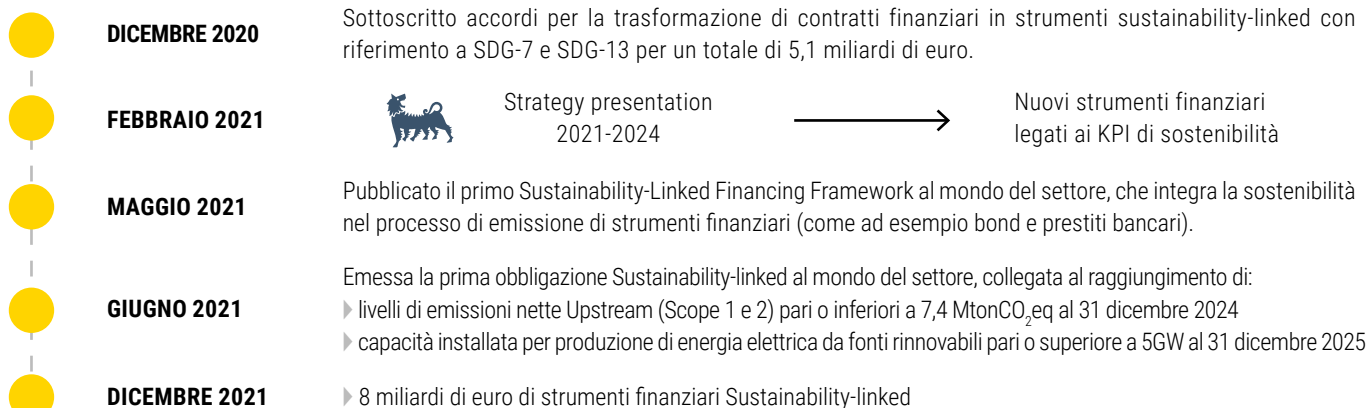 DICEMBRE 2020
Sottoscritto accordi per la trasformazione di contratti finanziari in strumenti sustainability-linked con
riferimento a SDG-7 e SDG-13 per un totale di 5,1 miliardi di euro.
FEBBRAIO 2021
Strategy presentation
2021-2024
Nuovi strumenti finanziari
legati ai KPI di sostenibilità
MAGGIO 2021
Pubblicato il primo Sustainability-Linked Financing Framework al mondo del settore, che integra la sostenibilità
nel processo di emissione di strumenti finanziari (come ad esempio bond e prestiti bancari).
GIUGNO 2021
Emessa la prima obbligazione Sustainability-linked al mondo del settore, collegata al raggiungimento di:
livelli di emissioni nette Upstream (Scope 1 e 2) pari o inferiori a 7,4 MtonCO₂eq al 31 dicembre 2024
capacità installata per produzione di energia elettrica da fonti rinnovabili pari o superiore a 5GW al 31 dicembre 2025
DICEMBRE 2021
8 miliardi di euro di strumenti finanziari Sustainability-linked